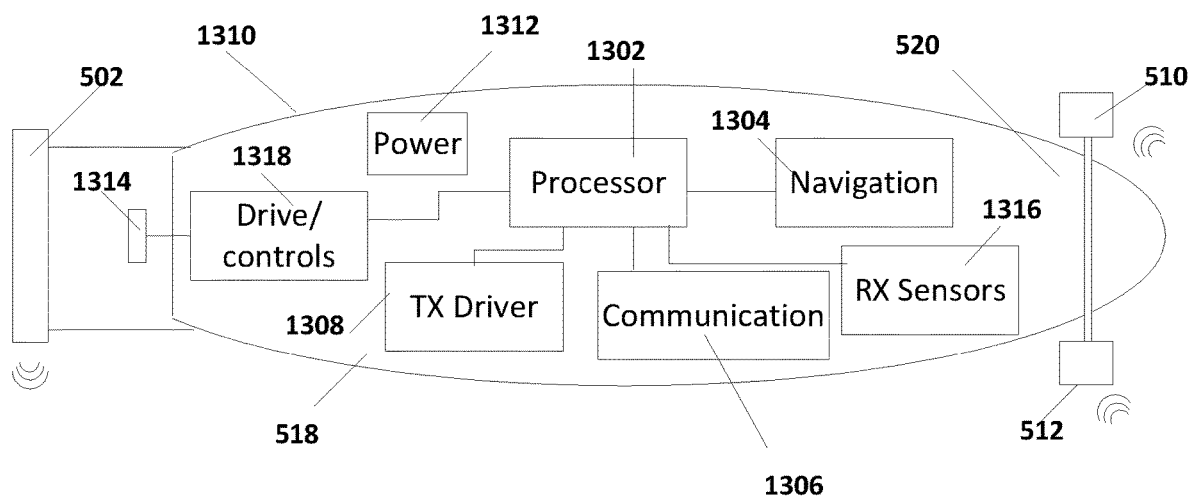 1310
1312
1302
520
502
510
1304
Power
1318
1314
Processor
Navigation
Drive/
controls
1316
TX Driver
RX Sensors
1308
Communication
518
512
1306